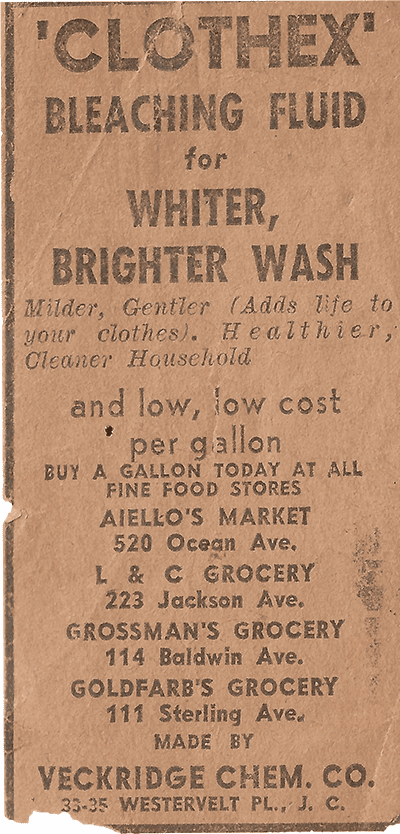 'CLOTHEX'
BLEACHING FLUID
for
WHITER,
BRIGHTER WASH
Milder, Gentler (Adds life to
your clothes). Healthier,
Cleaner Household
and low, low cost
per gallon
BUY A GALLON TODAY AT ALL
FINE FOOD STORES
AIELLO'S MARKET
520 Ocean Ave.
L & C GROCERY
223 Jackson Ave.
GROSSMAN'S GROCERY
114 Baldwin Ave.
GOLDFARB'S GROCERY
111 Sterling Ave.
MADE BY
VECKRIDGE CHEM. CO.
33-35 WESTERVELT PL., J. C.